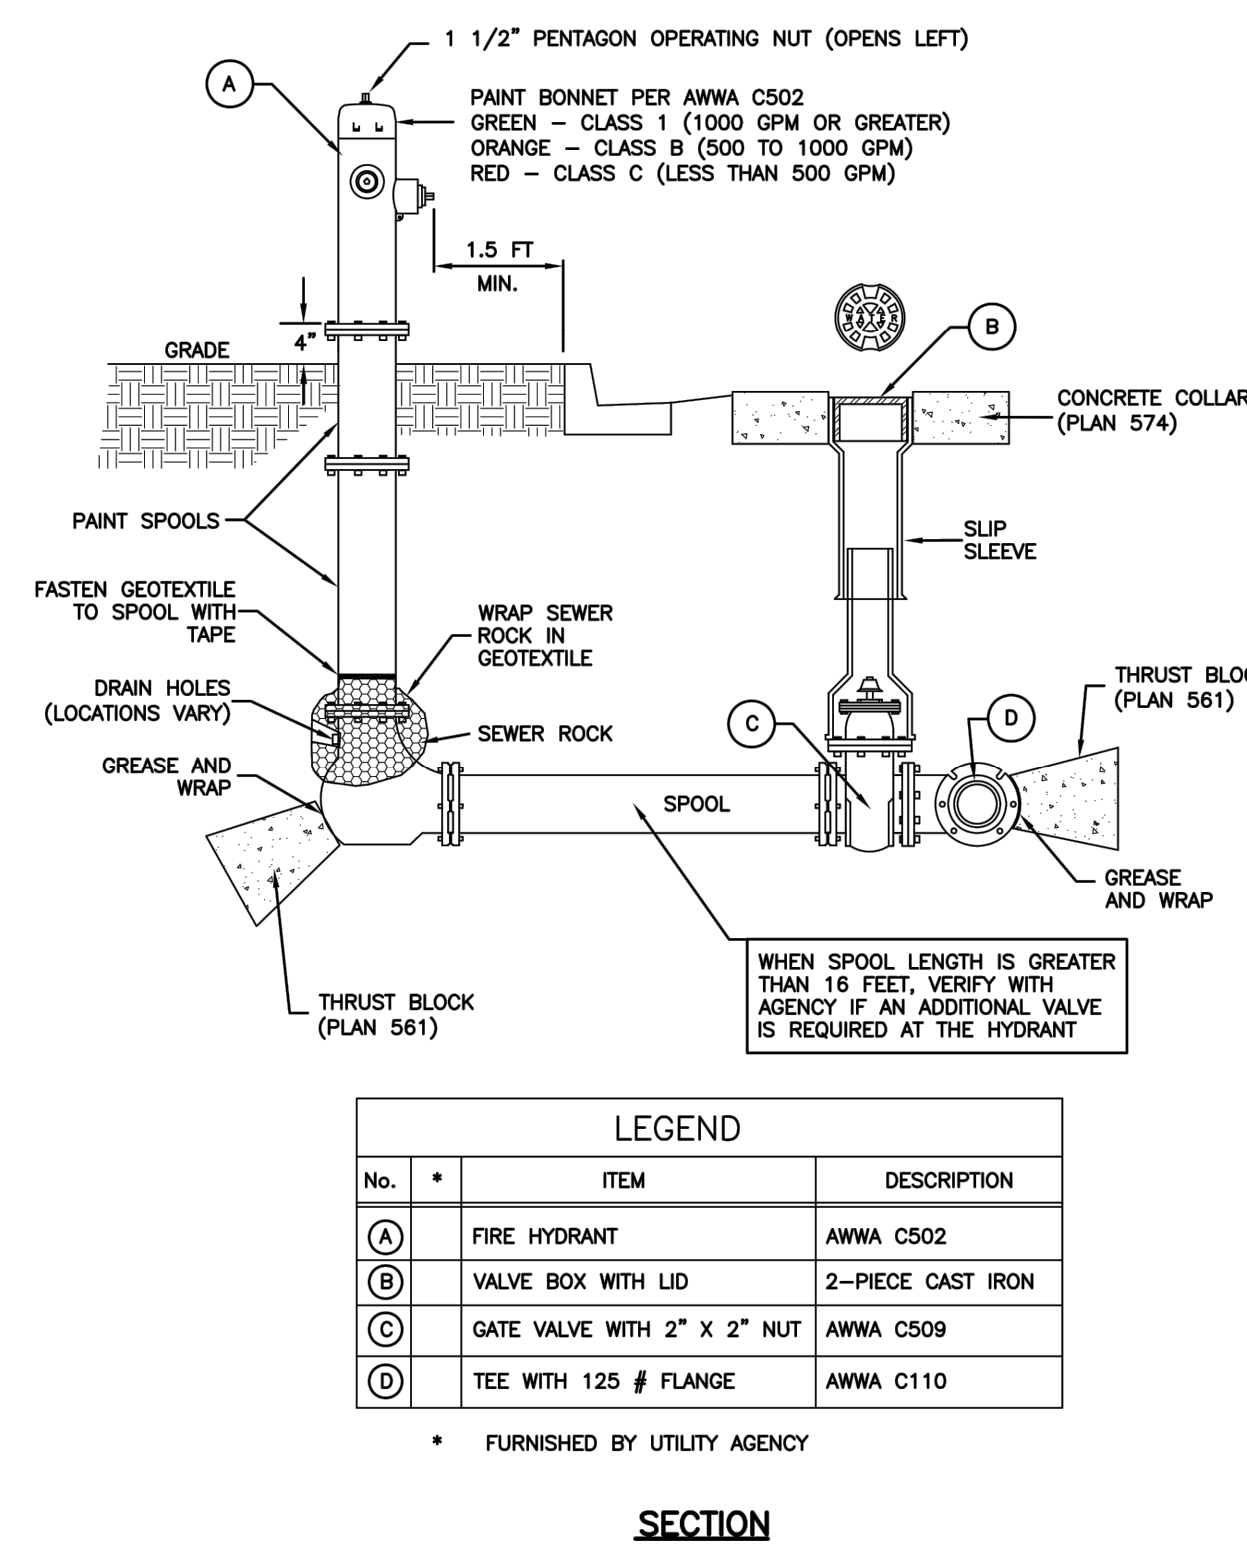 1 1/2" PENTAGON OPERATING NUT (OPENS LEFT)
A
PAINT BONNET PER AWWA C502
GREEN – CLASS 1 (1000 GPM OR GREATER)
ORANGE – CLASS B (500 TO 1000 GPM)
RED – CLASS C (LESS THAN 500 GPM)
1.5 FT
MIN.
4"
GRADE
WATER
B
CONCRETE COLLAR
(PLAN 574)
PAINT SPOOLS
SLIP
SLEEVE
FASTEN GEOTEXTILE
TO SPOOL WITH
TAPE
WRAP SEWER
ROCK IN
GEOTEXTILE
DRAIN HOLES
(LOCATIONS VARY)
SEWER ROCK
C
D
THRUST BLO
(PLAN 561)
GREASE AND
WRAP
SPOOL
GREASE
AND WRAP
THRUST BLOCK
(PLAN 561)
WHEN SPOOL LENGTH IS GREATER
THAN 16 FEET, VERIFY WITH
AGENCY IF AN ADDITIONAL VALVE
IS REQUIRED AT THE HYDRANT
LEGEND
No. * ITEM DESCRIPTION
A FIRE HYDRANT AWWA C502
B VALVE BOX WITH LID 2–PIECE CAST IRON
C GATE VALVE WITH 2" X 2" NUT AWWA C509
D TEE WITH 125 # FLANGE AWWA C110
* FURNISHED BY UTILITY AGENCY
SECTION